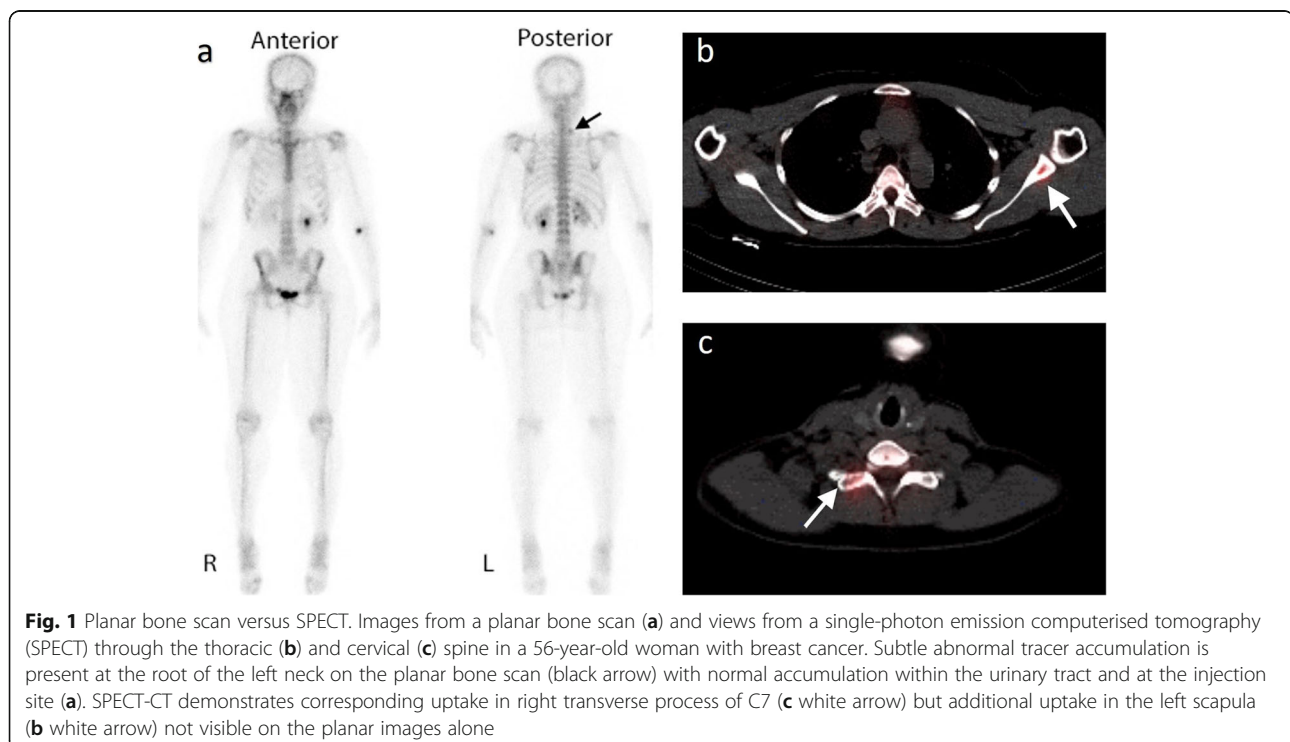 a
Anterior
Posterior
b
R
L
c
Fig. 1 Planar bone scan versus SPECT. Images from a planar bone scan (a) and views from a single-photon emission computerised tomography
(SPECT) through the thoracic (b) and cervical (c) spine in a 56-year-old woman with breast cancer. Subtle abnormal tracer accumulation is
present at the root of the left neck on the planar bone scan (black arrow) with normal accumulation within the urinary tract and at the injection
site (a). SPECT-CT demonstrates corresponding uptake in right transverse process of C7 (c white arrow) but additional uptake in the left scapula
(b white arrow) not visible on the planar images alone